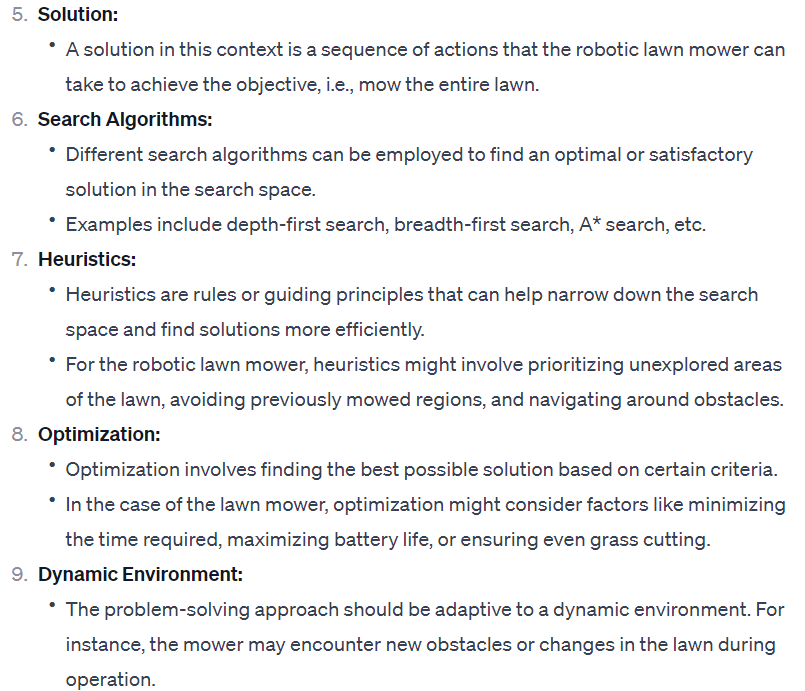 5. Solution:
• A solution in this context is a sequence of actions that the robotic lawn mower can
take to achieve the objective, i.e., mow the entire lawn.
6. Search Algorithms:
• Different search algorithms can be employed to find an optimal or satisfactory
solution in the search space.
• Examples include depth-first search, breadth-first search, A* search, etc.
7. Heuristics:
• Heuristics are rules or guiding principles that can help narrow down the search
space and find solutions more efficiently.
• For the robotic lawn mower, heuristics might involve prioritizing unexplored areas
of the lawn, avoiding previously mowed regions, and navigating around obstacles.
8. Optimization:
• Optimization involves finding the best possible solution based on certain criteria.
• In the case of the lawn mower, optimization might consider factors like minimizing
the time required, maximizing battery life, or ensuring even grass cutting.
9. Dynamic Environment:
• The problem-solving approach should be adaptive to a dynamic environment. For
instance, the mower may encounter new obstacles or changes in the lawn during
operation.